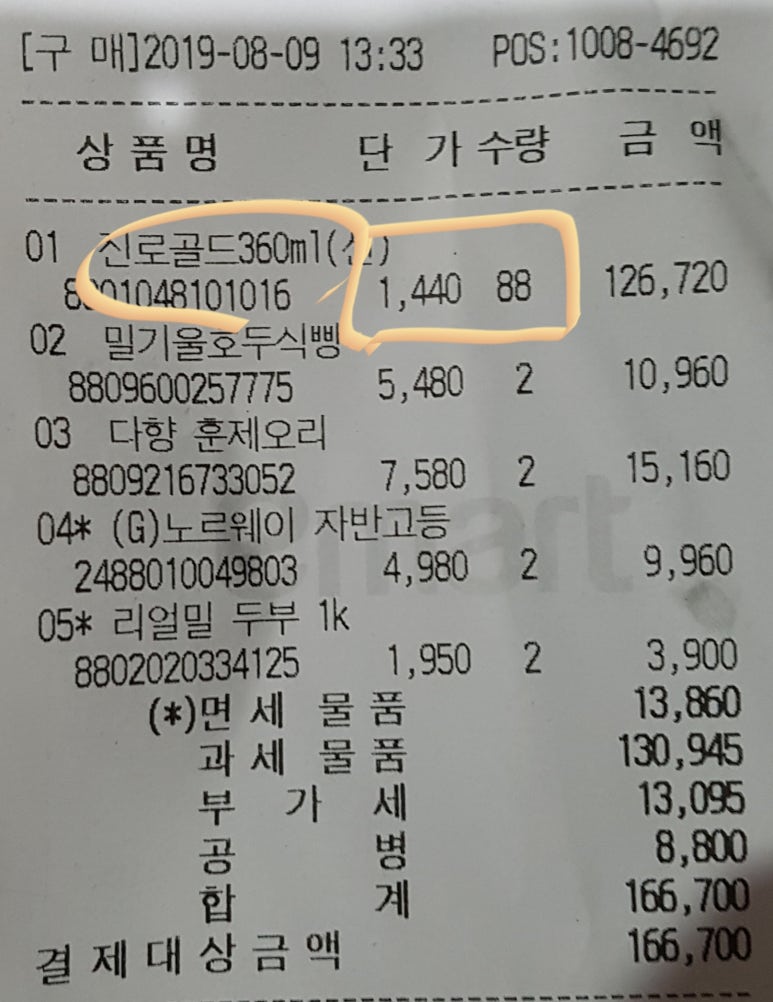 [구 매]2019-08-09 13:33 POS:1008-4692
상 품 명 단 가 수량 금 액
01 진로골드360ml(신)
8801048101016 1,440 88 126,720
02 밀기울호두식빵
8809600257775 5,480 2 10,960
03 다향 훈제오리
8809216733052 7,580 2 15,160
04* (G)노르웨이 자반고등
2488010049803 4,980 2 9,960
05* 리얼밀 두부 1k
8802020334125 1,950 2 3,900
(*)면 세 물 품 13,860
과 세 물 품 130,945
부 가 세 13,095
공 병 8,800
합 계 166,700
결 제 대 상 금 액 166,700